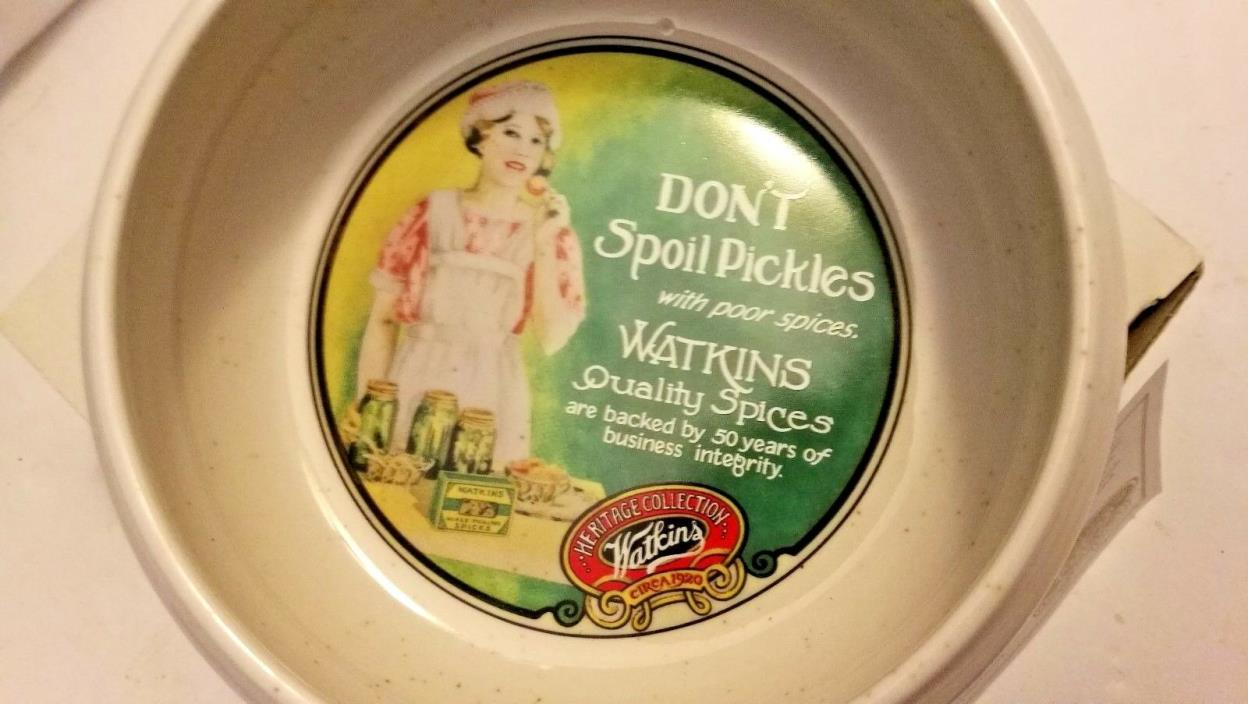 DON'T
Spoil Pickles
with poor spices.
WATKINS
Quality Spices
are backed by 50 years of
business integrity.
WATKINS
SPICES
HERITAGE COLLECTION
Watkins
CIRCA 1920